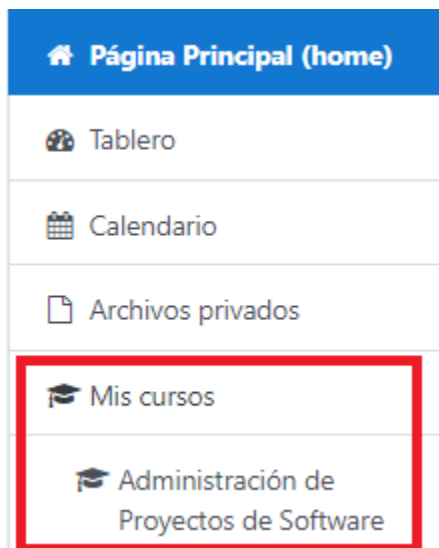 Página Principal (home)
Tablero
Calendario
Archivos privados
Mis cursos
Administración de
Proyectos de Software